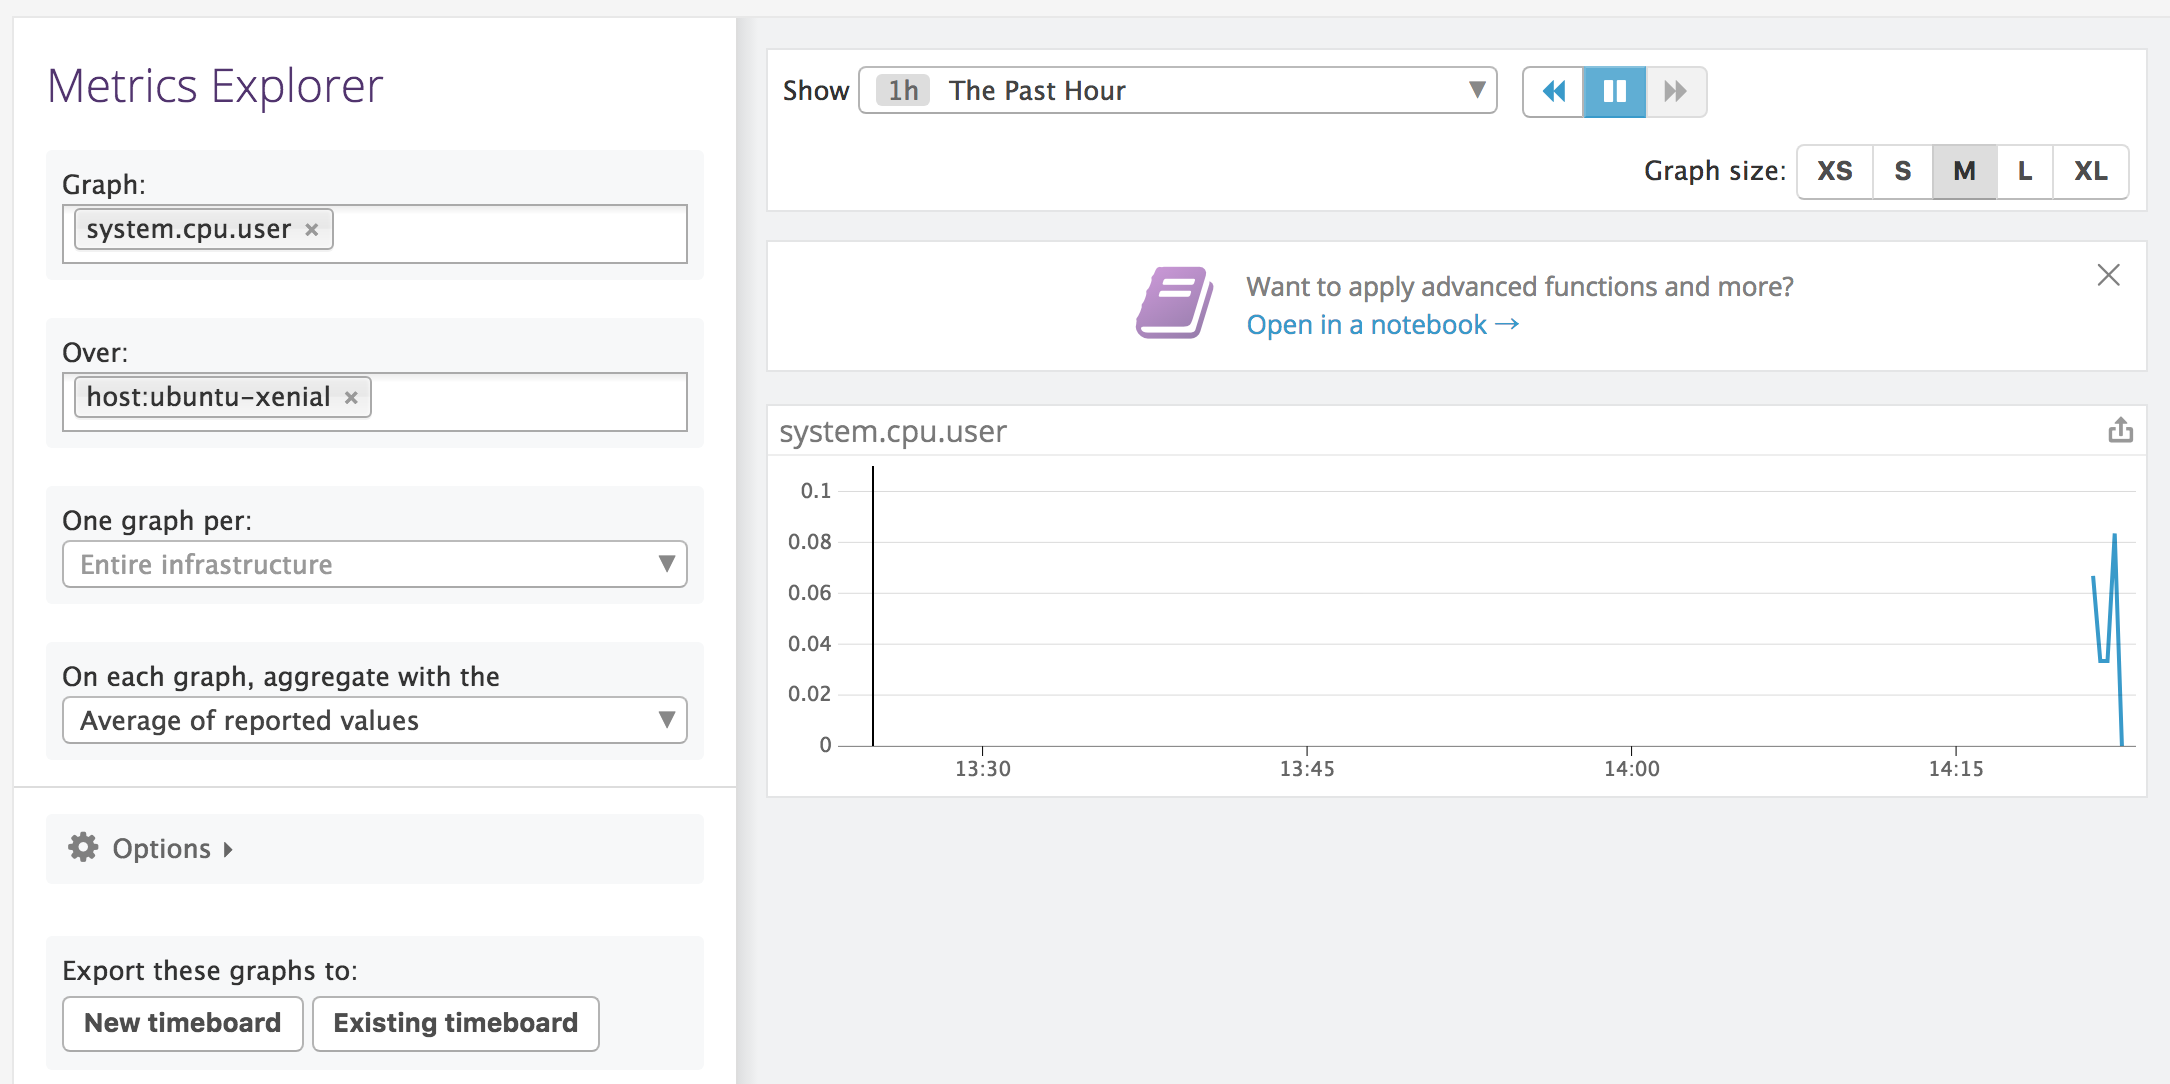 Metrics Explorer
Graph:
system.cpu.user ×
Over:
host:ubuntu-xenial ×
One graph per:
Entire infrastructure
On each graph, aggregate with the
Average of reported values
Options
Export these graphs to:
New timeboard
Existing timeboard
Show 1h The Past Hour
Graph size: XS S M L XL
Want to apply advanced functions and more?
Open in a notebook →
system.cpu.user
0.1
0.08
0.06
0.04
0.02
0
13:30 13:45 14:00 14:15